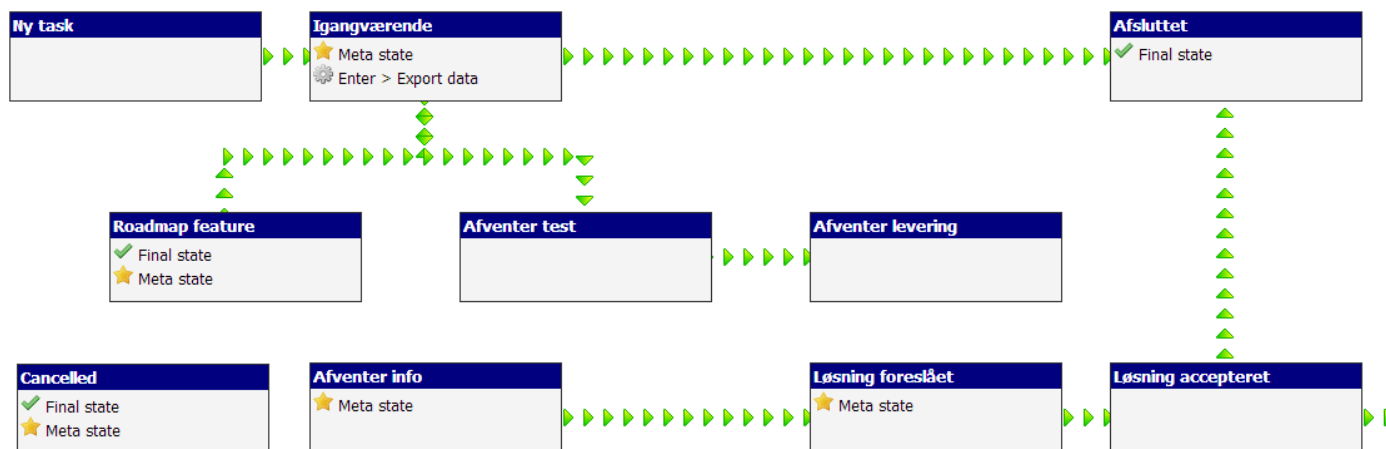 Ny task
Igangværende
Meta state
Enter > Export data
Afsluttet
Final state
Roadmap feature
Final state
Meta state
Afventer test
Afventer levering
Cancelled
Final state
Meta state
Afventer info
Meta state
Løsning foreslået
Meta state
Løsning accepteret